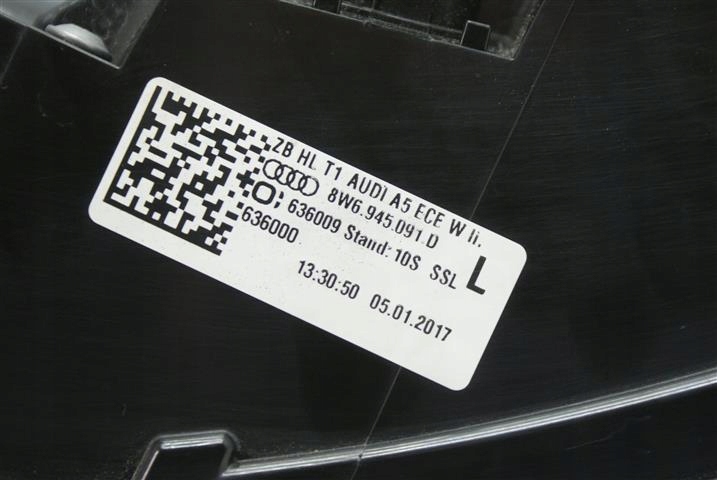 ZB HL T1 AUDI A5 ECE W li.
8W6.945.091.D
636009 Stand: 10S SSL L
636000
13:30:50 05.01.2017